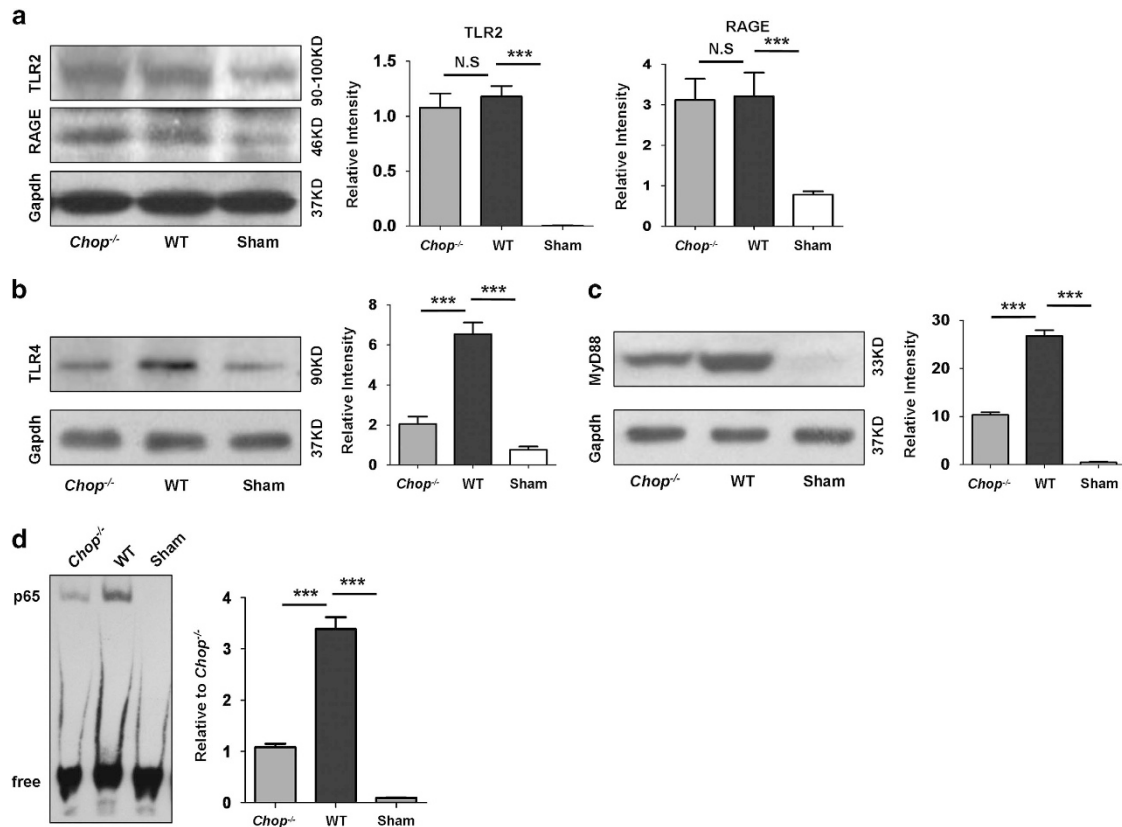 a
TLR2
90-100KD
RAGE
46KD
Gapdh
37KD
Chop-/- WT Sham
TLR2
N.S ***
Relative Intensity
1.5
1.0
0.5
0.0
Chop-/- WT Sham
RAGE
N.S ***
Relative Intensity
4
3
2
1
0
Chop-/- WT Sham
b
TLR4
90KD
Gapdh
37KD
Chop-/- WT Sham
*** ***
Relative Intensity
8
6
4
2
0
Chop-/- WT Sham
c
MyD88
33KD
Gapdh
37KD
Chop-/- WT Sham
*** ***
Relative Intensity
30
20
10
0
Chop-/- WT Sham
d
Chop-/- WT Sham
p65
free
*** ***
Relative to Chop-/-
4
3
2
1
0
Chop-/- WT Sham